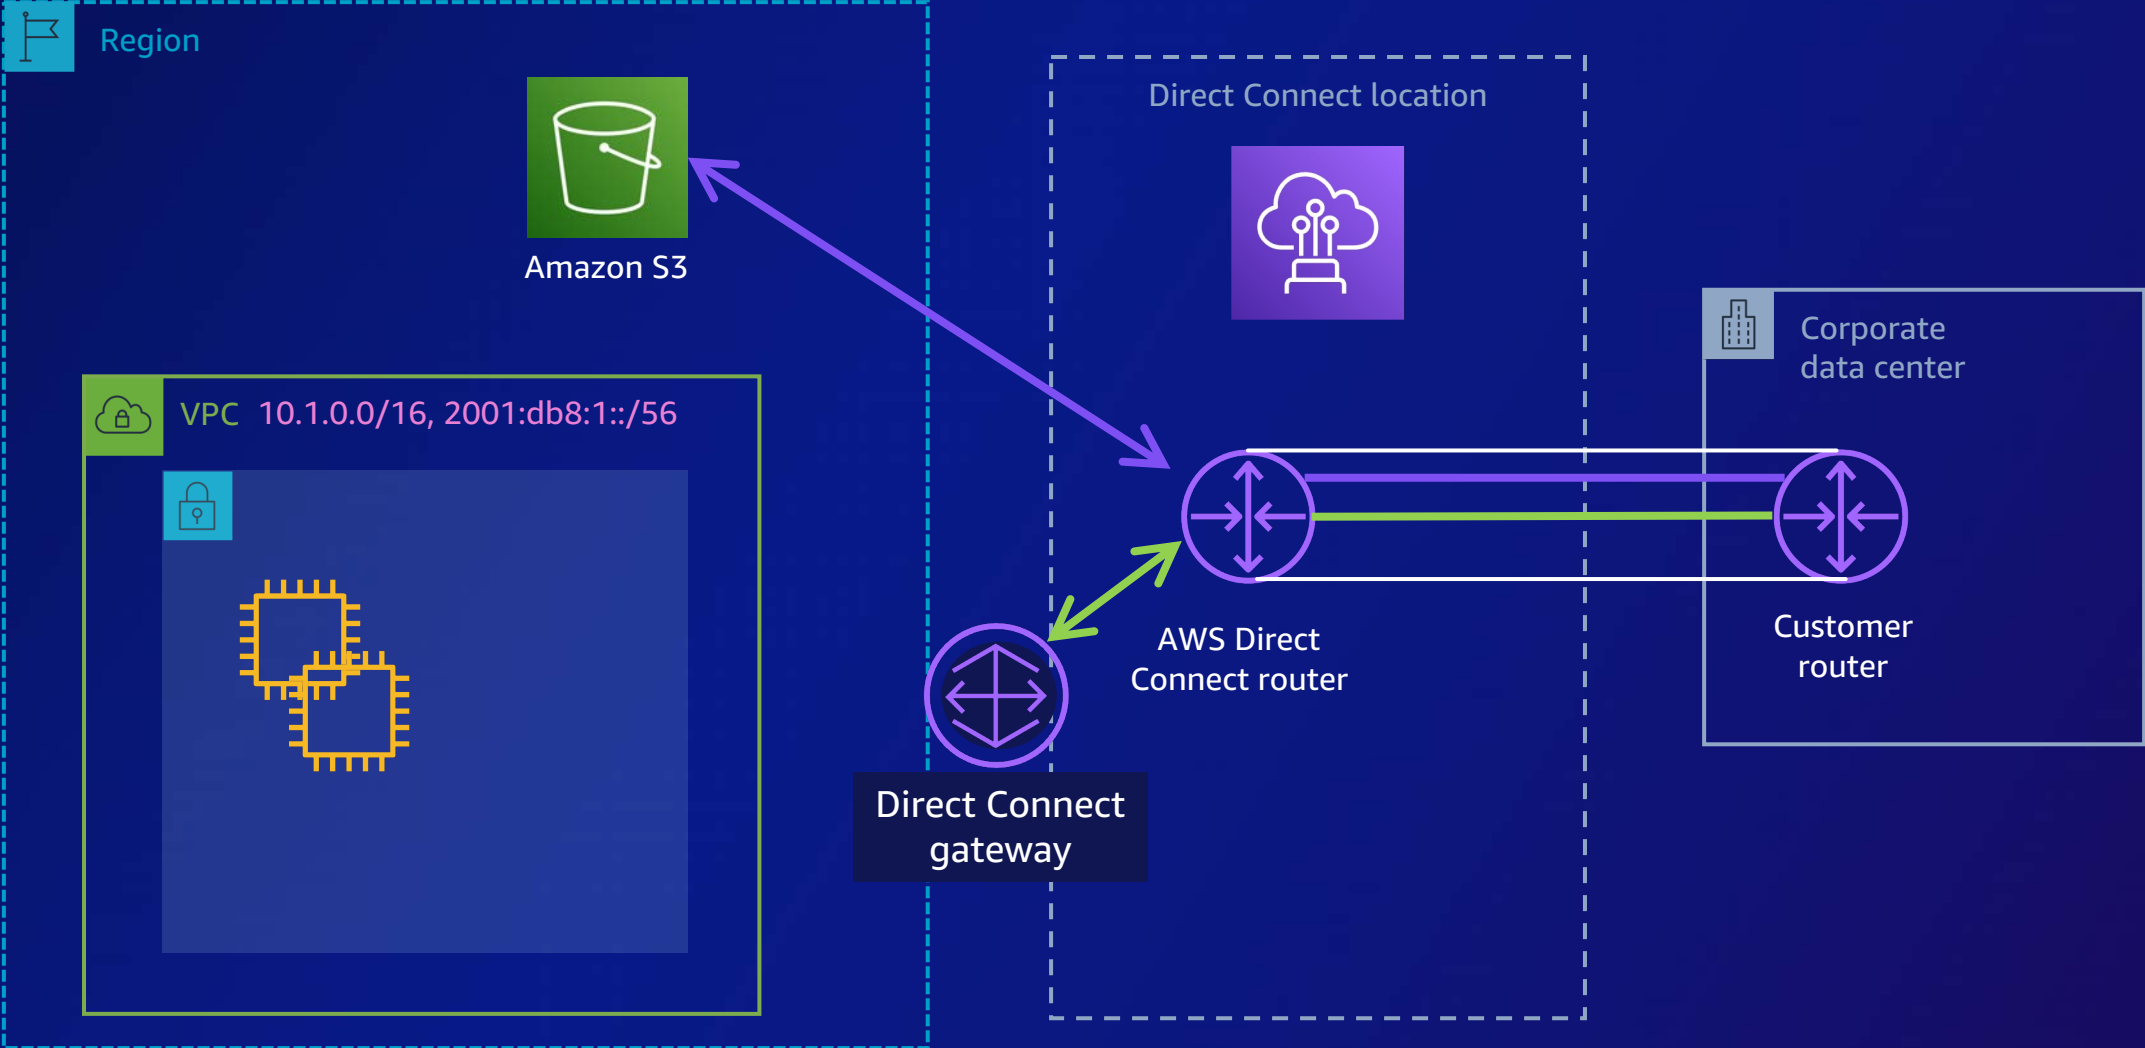 Region
Amazon S3
VPC 10.1.0.0/16, 2001:db8:1::/56
Direct Connect location
Corporate
data center
AWS Direct
Connect router
Customer
router
Direct Connect
gateway